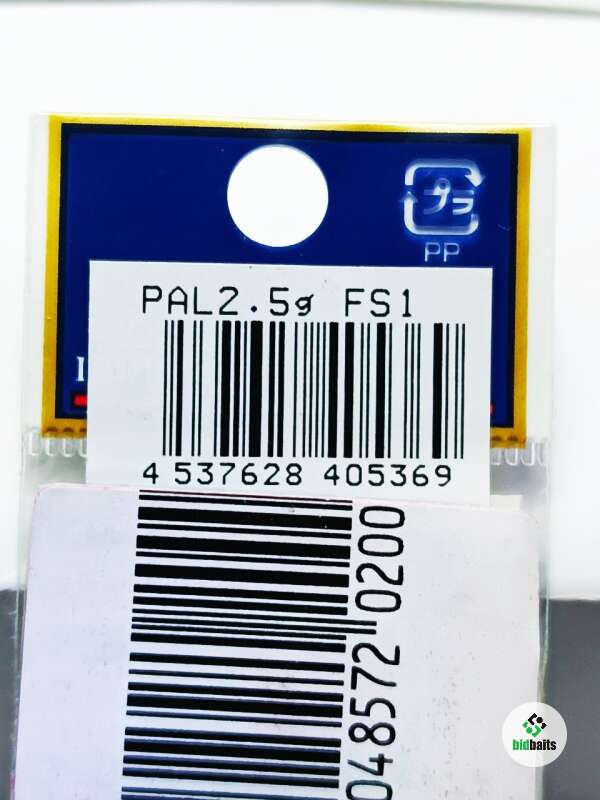 プラ
PP
PAL2.5g FS1
4 537628 405369
048572 0200
bidbaits